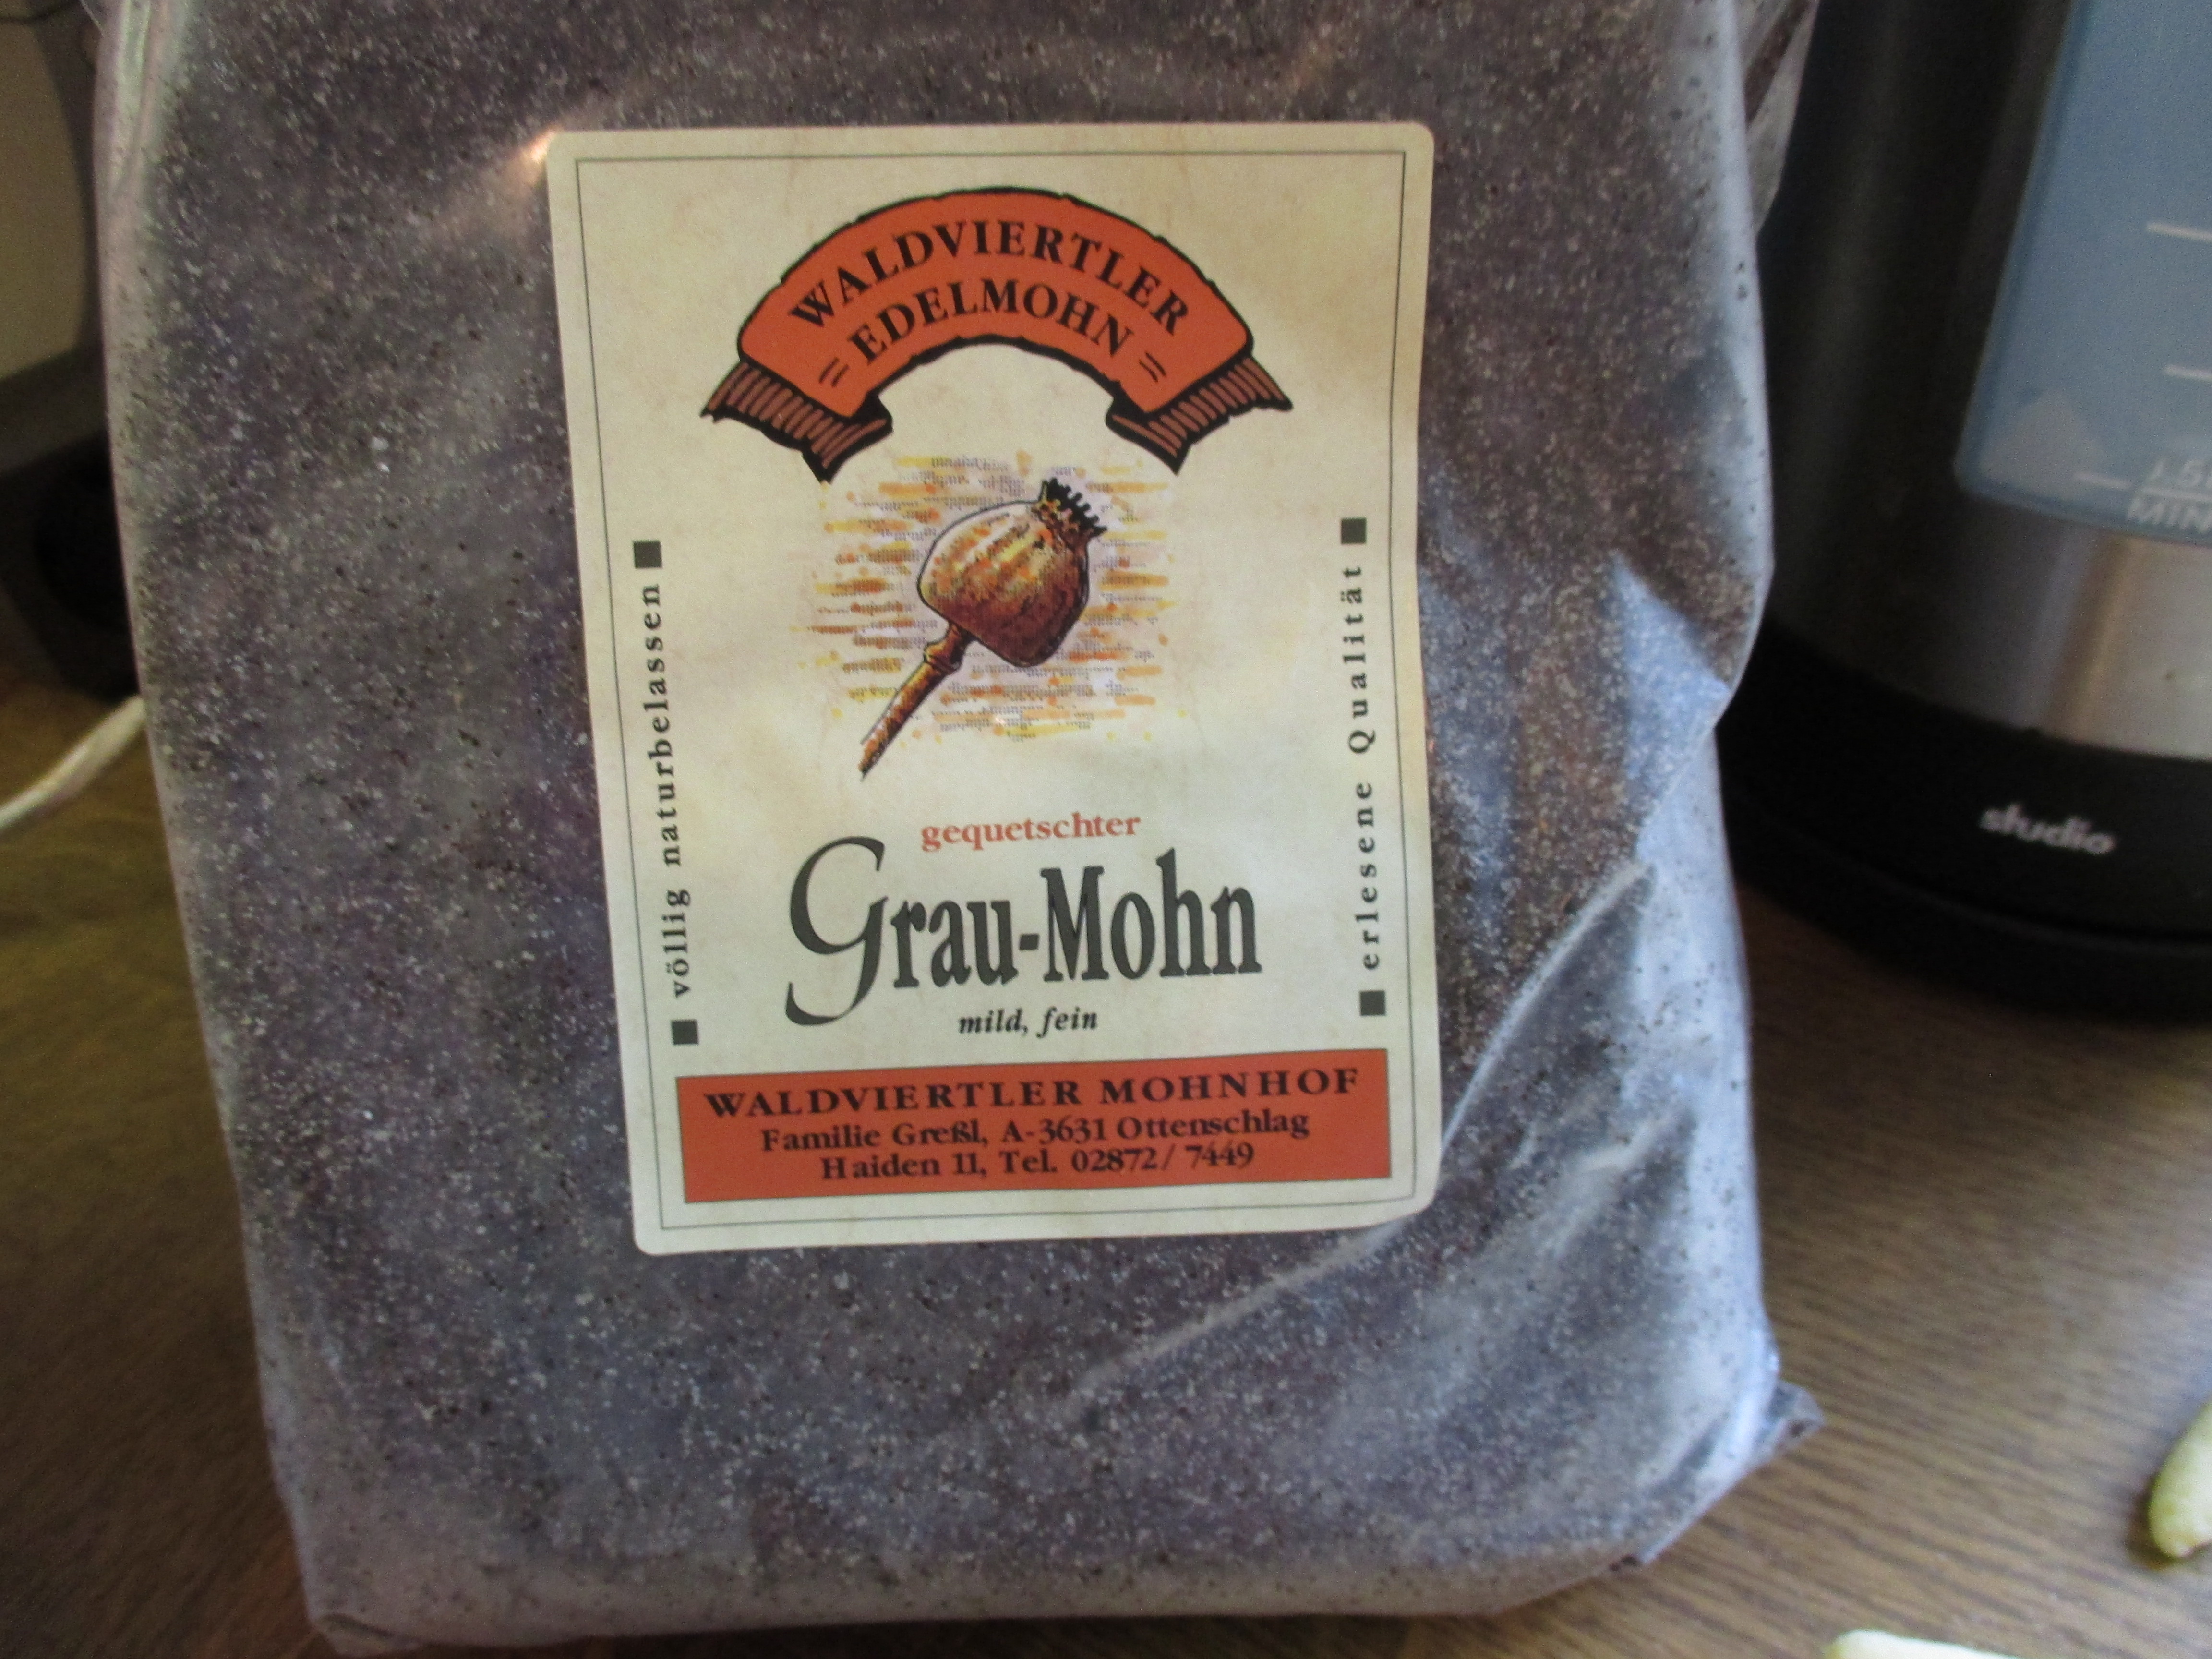 WALDVIERTLER
EDELMOHN
völlig naturbelassen
erlesene Qualität
gequetschter
Grau-Mohn
mild, fein
WALDVIERTLER MOHNHOF
Familie Greßl, A-3631 Ottenschlag
Haiden 11, Tel. 02872/ 7449
studio
MIN